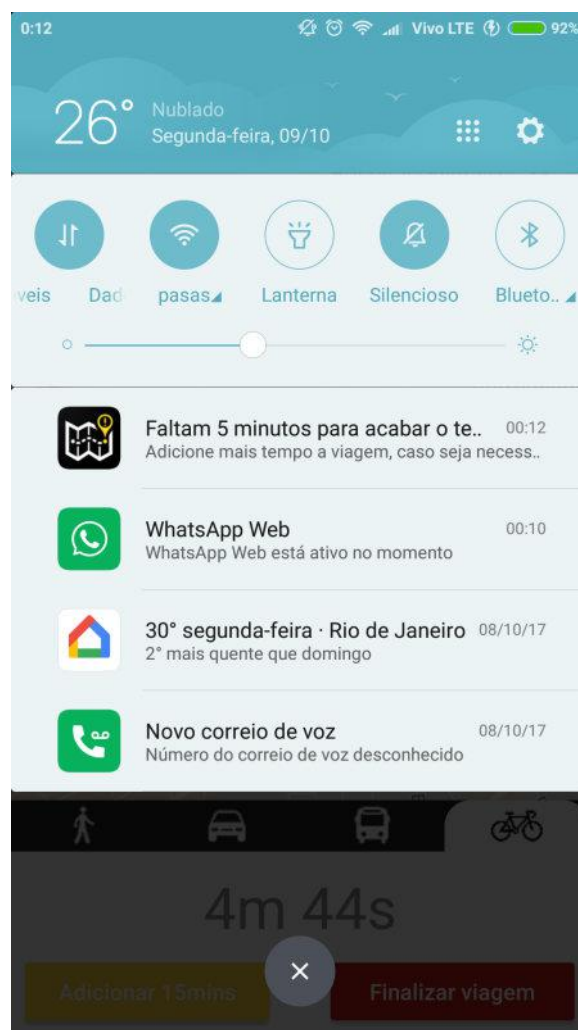 0:12 Vivo LTE 92%
26° Nublado
Segunda-feira, 09/10
veis Dad pasas Lanterna Silencioso Blueto..
Faltam 5 minutos para acabar o te.. 00:12
Adicione mais tempo a viagem, caso seja necess..
WhatsApp Web 00:10
WhatsApp Web está ativo no momento
30° segunda-feira · Rio de Janeiro 08/10/17
2° mais quente que domingo
Novo correio de voz 08/10/17
Número do correio de voz desconhecido
4m 44s
Adicionar 15mins Finalizar viagem